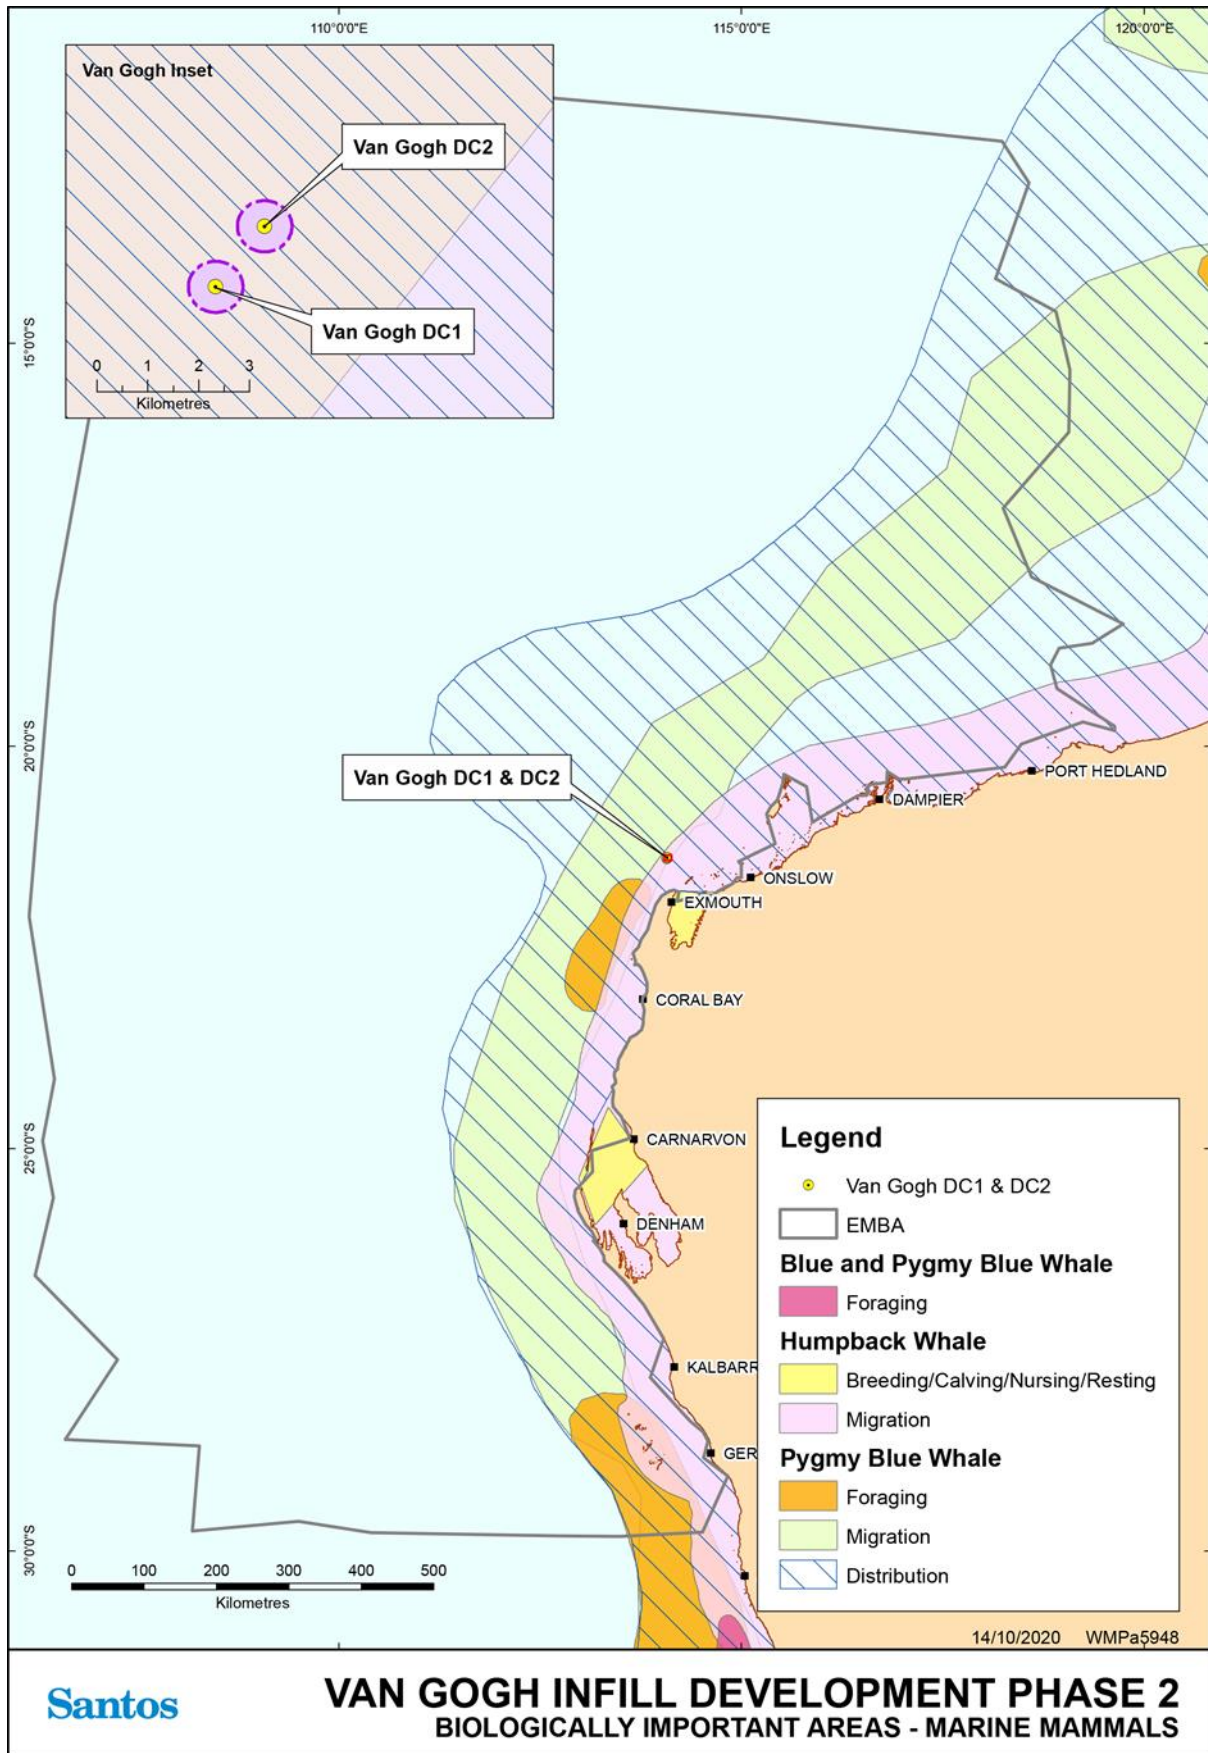 110°0'0"E
115°0'0"E
120°0'0"E
Van Gogh Inset
Van Gogh DC2
Van Gogh DC1
0 1 2 3
Kilometres
15°0'0"S
20°0'0"S
25°0'0"S
30°0'0"S
Van Gogh DC1 & DC2
PORT HEDLAND
DAMPIER
ONSLOW
EXMOUTH
CORAL BAY
CARNARVON
DENHAM
KALBARR
GER
Legend
Van Gogh DC1 & DC2
EMBA
Blue and Pygmy Blue Whale
Foraging
Humpback Whale
Breeding/Calving/Nursing/Resting
Migration
Pygmy Blue Whale
Foraging
Migration
Distribution
0 100 200 300 400 500
Kilometres
14/10/2020 WMPa5948
Santos
VAN GOGH INFILL DEVELOPMENT PHASE 2
BIOLOGICALLY IMPORTANT AREAS - MARINE MAMMALS